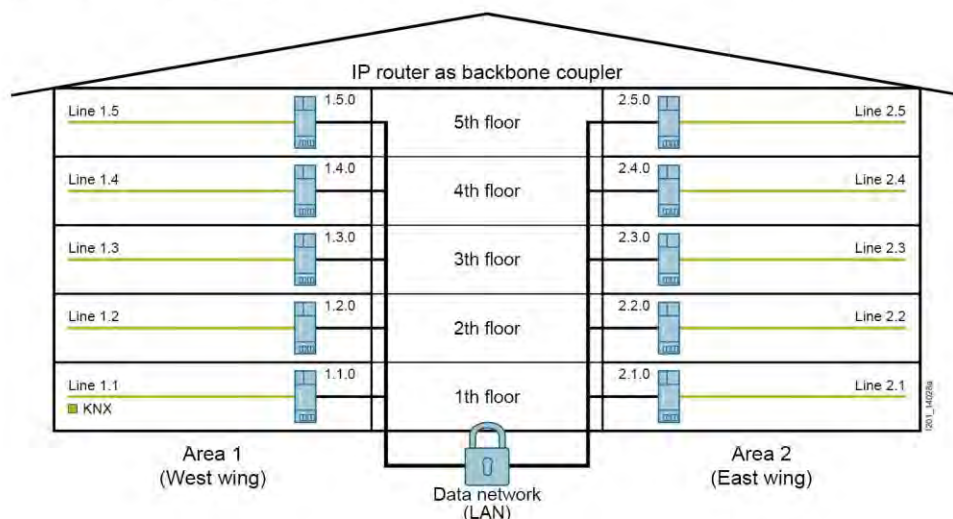 IP router as backbone coupler
Line 1.5
1.5.0
5th floor
2.5.0
Line 2.5
Line 1.4
1.4.0
4th floor
2.4.0
Line 2.4
Line 1.3
1.3.0
3th floor
2.3.0
Line 2.3
Line 1.2
1.2.0
2th floor
2.2.0
Line 2.2
Line 1.1
1.1.0
1th floor
2.1.0
Line 2.1
KNX
I201_14028a
Area 1
(West wing)
Data network
(LAN)
Area 2
(East wing)